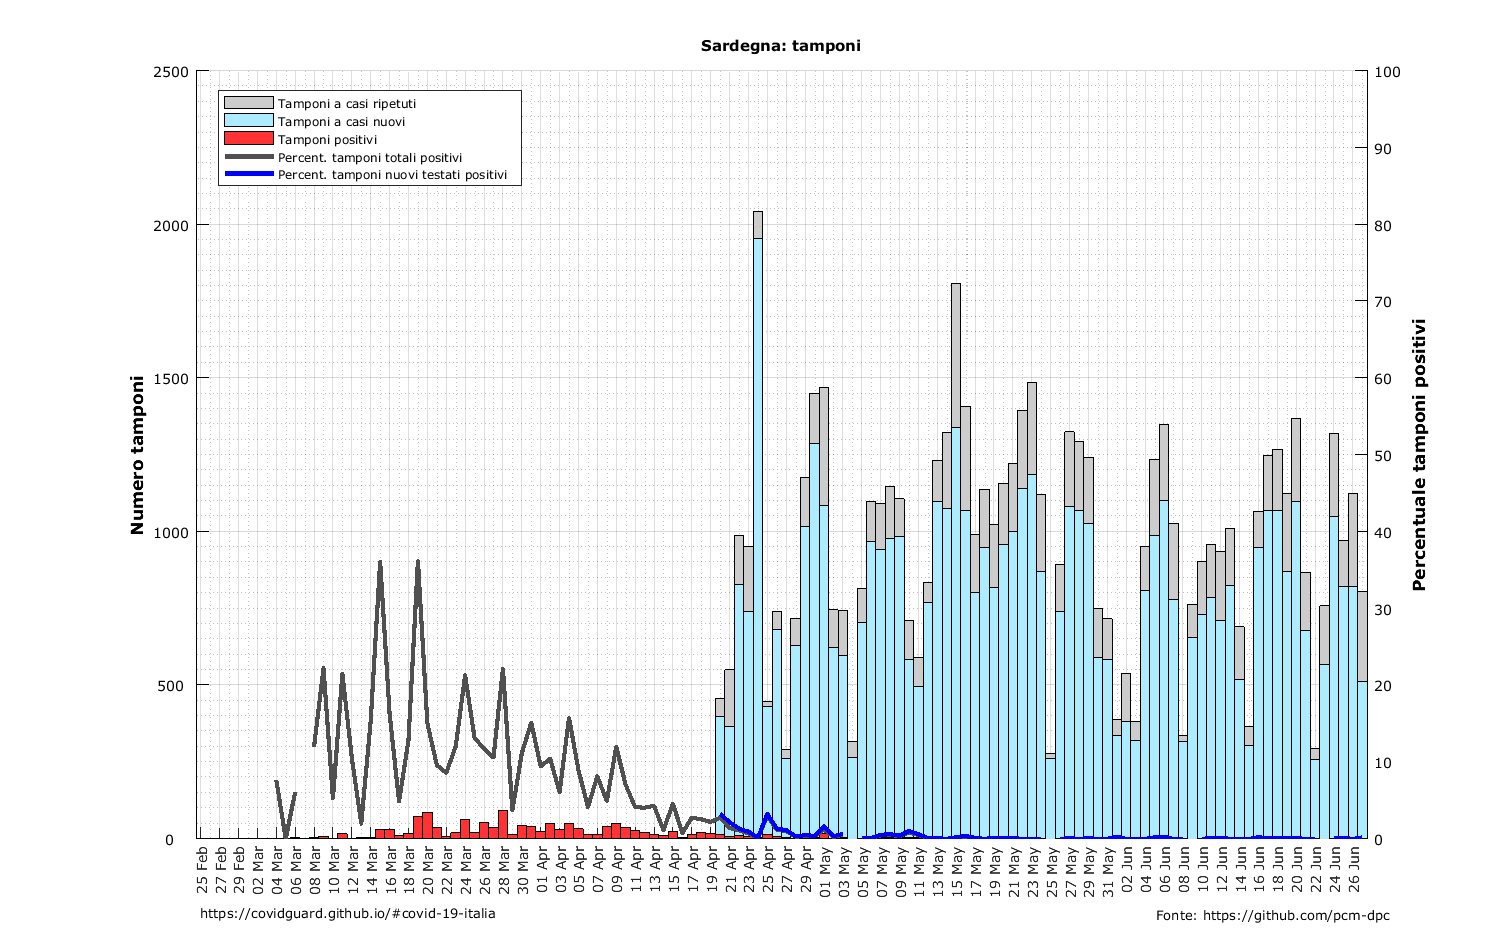 Sardegna: tamponi
Tamponi a casi ripetuti
Tamponi a casi nuovi
Tamponi positivi
Percent. tamponi totali positivi
Percent. tamponi nuovi testati positivi
Numero tamponi
2500
2000
1500
1000
500
0
Percentuale tamponi positivi
100
90
80
70
60
50
40
30
20
10
0
25 Feb
27 Feb
29 Feb
02 Mar
04 Mar
06 Mar
08 Mar
10 Mar
12 Mar
14 Mar
16 Mar
18 Mar
20 Mar
22 Mar
24 Mar
26 Mar
28 Mar
30 Mar
01 Apr
03 Apr
05 Apr
07 Apr
09 Apr
11 Apr
13 Apr
15 Apr
17 Apr
19 Apr
21 Apr
23 Apr
25 Apr
27 Apr
29 Apr
01 May
03 May
05 May
07 May
09 May
11 May
13 May
15 May
17 May
19 May
21 May
23 May
25 May
27 May
29 May
31 May
02 Jun
04 Jun
06 Jun
08 Jun
10 Jun
12 Jun
14 Jun
16 Jun
18 Jun
20 Jun
22 Jun
24 Jun
26 Jun
https://covidguard.github.io/#covid-19-italia
Fonte: https://github.com/pcm-dpc